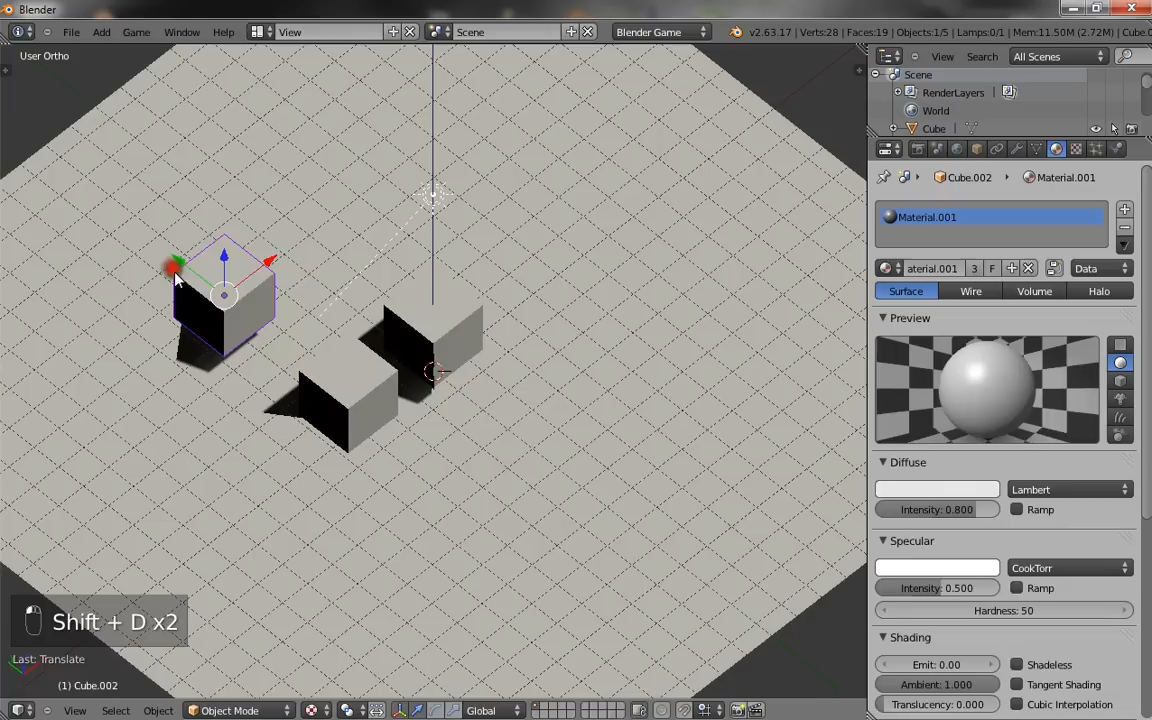 Blender
File Add Game Window Help View Scene Blender Game v2.63.17 | Verts:28 | Faces:19 | Objects:1/5 | Lamps:0/1 | Mem:11.50M (2.72M) | Cube.0
User Ortho
View Search All Scenes
Scene
RenderLayers |
World
Cube |
Cube.002 Material.001
Material.001
aterial.001 3 F Data
Surface Wire Volume Halo
Preview
Diffuse
Lambert
Intensity: 0.800 Ramp
Specular
CookTorr
Intensity: 0.500 Ramp
Hardness: 50
Shading
Emit: 0.00 Shadeless
Ambient: 1.000 Tangent Shading
Translucency: 0.000 Cubic Interpolation
Shift + D x2
Last: Translate
(1) Cube.002
View Select Object Object Mode Global